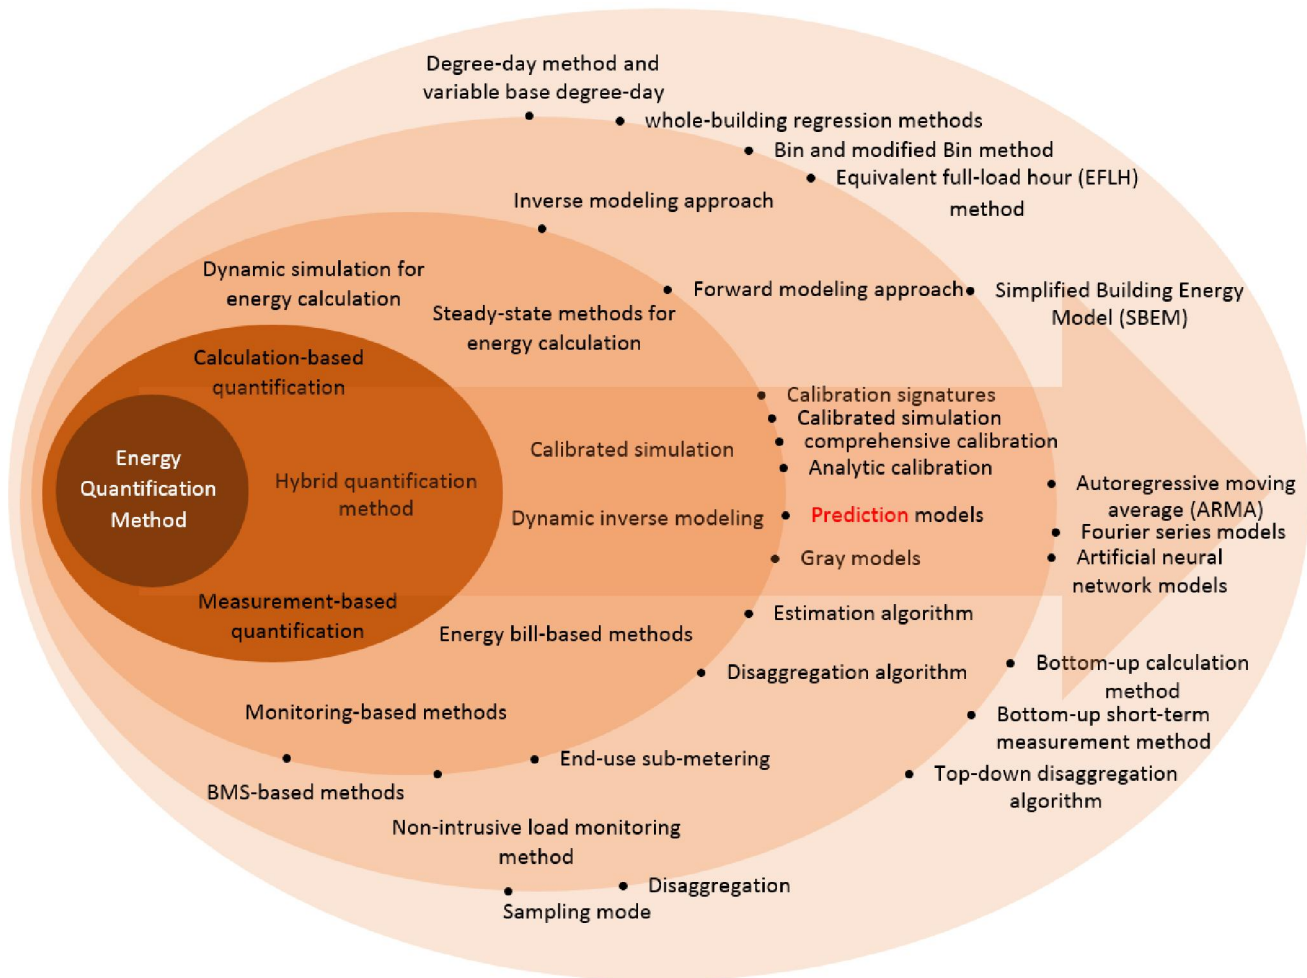 Degree-day method and
variable base degree-day
whole-building regression methods
Bin and modified Bin method
Equivalent full-load hour (EFLH)
method
Inverse modeling approach
Dynamic simulation for
energy calculation
Steady-state methods for
energy calculation
Forward modeling approach
Simplified Building Energy
Model (SBEM)
Calculation-based
quantification
Calibration signatures
Calibrated simulation
comprehensive calibration
Analytic calibration
Calibrated simulation
Energy
Quantification
Method
Hybrid quantification
method
Dynamic inverse modeling
Prediction models
Gray models
Autoregressive moving
average (ARMA)
Fourier series models
Artificial neural
network models
Measurement-based
quantification
Energy bill-based methods
Estimation algorithm
Disaggregation algorithm
Bottom-up calculation
method
Bottom-up short-term
measurement method
Top-down disaggregation
algorithm
Monitoring-based methods
End-use sub-metering
BMS-based methods
Non-intrusive load monitoring
method
Disaggregation
Sampling mode